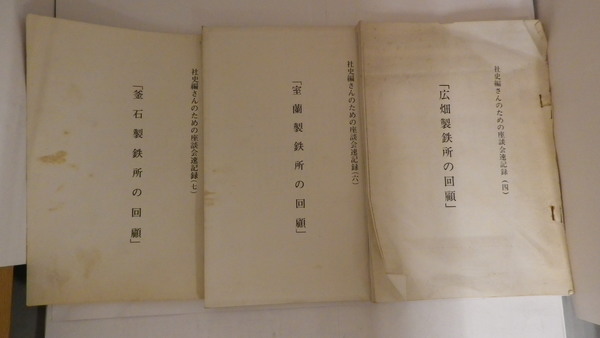 社史編さんのための座談会速記録(四)
「広畑製鉄所の回顧」
社史編さんのための座談会速記録(六)
「室蘭製鉄所の回顧」
社史編さんのための座談会速記録(七)
「釜石製鉄所の回顧」